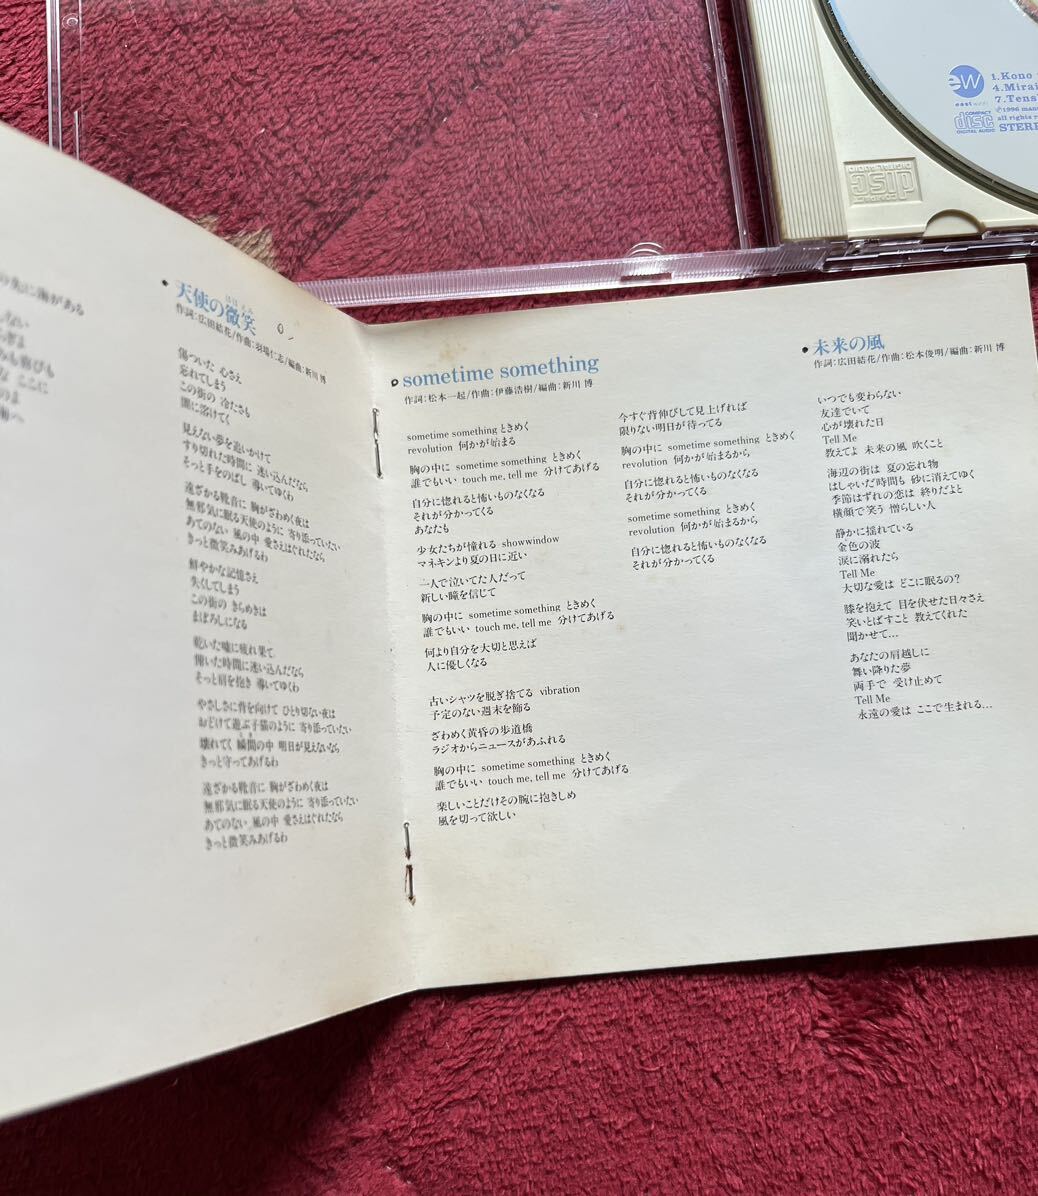 の先に海がある
ない
みも喜びも
な ここに
天使の微笑
ほほえみ
作詞：広田結花/作曲：羽場仁志/編曲：新川 博
傷ついた 心さえ
忘れてしまう
この街の 冷たさも
闇に溶けてく
見えない夢を追いかけて
すり切れた時間に 迷い込んだなら
そっと手をのばし 導いてゆくわ
遠ざかる靴音に 胸がざわめく夜は
無邪気に眠る天使のように 寄り添っていたい
あてのない 風の中 愛さえはぐれたなら
きっと微笑みあげるわ
鮮やかな記憶さえ
失くしてしまう
この街の きらめきは
まぼろしになる
乾いた嘘に疲れ果て
俯いた時間に迷い込んだなら
そっと肩を抱き 導いてゆくわ
やさしさに背を向けて ひとり切ない夜は
おどけて遊ぶ子猫のように 寄り添っていたい
壊れてく 瞬間の中 明日が見えないなら
きっと守ってあげるわ
遠ざかる靴音に 胸がざわめく夜は
無邪気に眠る天使のように 寄り添っていたい
あてのない 風の中 愛さえはぐれたなら
きっと微笑みあげるわ
sometime something
作詞：松本一起/作曲：伊藤浩樹/編曲：新川 博
sometime something ときめく
revolution 何かが始まる
胸の中に sometime something ときめく
誰でもいい touch me, tell me 分けてあげる
自分に惚れると怖いものなくなる
それが分かってくる
あなたも
少女たちが憧れる showwindow
マネキンより夏の日に近い
一人で泣いてた人だって
新しい瞳を信じて
胸の中に sometime something ときめく
誰でもいい touch me, tell me 分けてあげる
何より自分を大切と思えば
人に優しくなる
古いシャツを脱ぎ捨てる vibration
予定のない週末を飾る
ざわめく黄昏の歩道橋
ラジオからニュースがあふれる
胸の中に sometime something ときめく
誰でもいい touch me, tell me 分けてあげる
楽しいことだけその腕に抱きしめ
風を切って欲しい
今すぐ背伸びして見上げれば
限りない明日が待ってる
胸の中に sometime something ときめく
revolution 何かが始まるから
自分に惚れると怖いものなくなる
それが分かってくる
sometime something ときめく
revolution 何かが始まるから
自分に惚れると怖いものなくなる
それが分かってくる
未来の風
作詞：広田結花/作曲：松本俊明/編曲：新川 博
いつでも変わらない
友達でいて
心が壊れた日
Tell Me
教えてよ 未来の風 吹くこと
海辺の街は 夏の忘れ物
はしゃいだ時間も 砂に消えてゆく
季節はずれの恋は 終りだよと
横顔で笑う 憎らしい人
静かに揺れている
金色の波
涙に溺れたら
Tell Me
大切な愛は どこに眠るの？
膝を抱えて 目を伏せた日々さえ
笑いとばすこと 教えてくれた
聞かせて…
あなたの肩越しに
舞い降りた夢
両手で 受け止めて
Tell Me
永遠の愛は ここで生まれる…
ew
east west
1.Kono
4.Mirai
7.Tens
℗1996
all rights
STERE
COMPACT
disc
DIGITAL AUDIO
COMPACT
disc
DIGITAL AUDIO